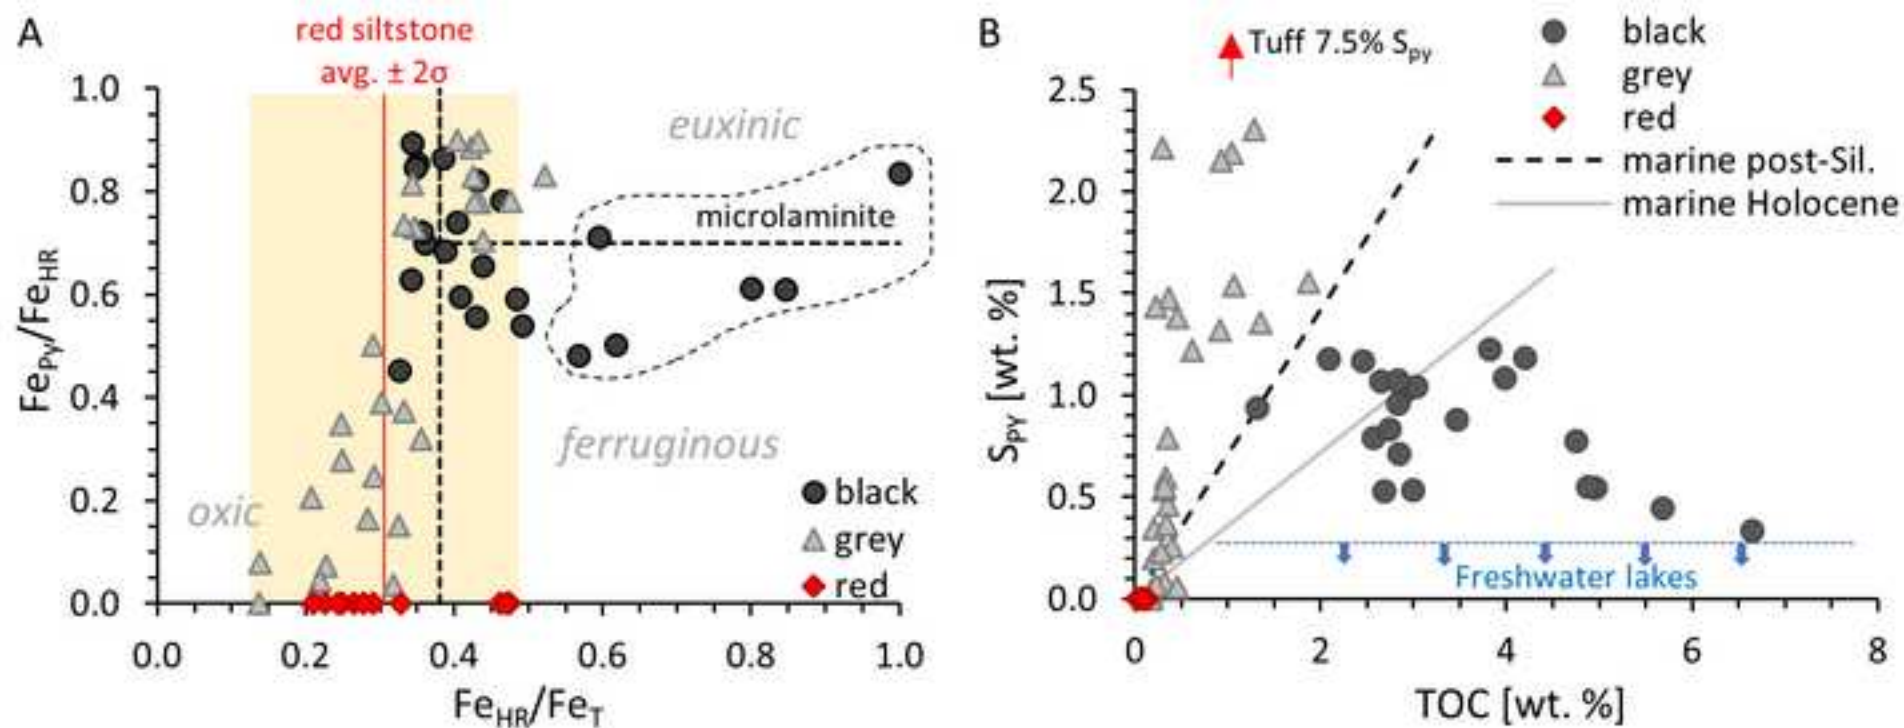 A
red siltstone
avg. ± 2σ
1.0
0.8
0.6
0.4
0.2
0.0
Fe_Py/Fe_HR
euxinic
microlaminite
ferruginous
oxic
black
grey
red
0.0 0.2 0.4 0.6 0.8 1.0
Fe_HR/Fe_T
B
Tuff 7.5% S_py
black
grey
red
marine post-Sil.
marine Holocene
2.5
2.0
1.5
1.0
0.5
0.0
S_PY [wt. %]
Freshwater lakes
0 2 4 6 8
TOC [wt. %]